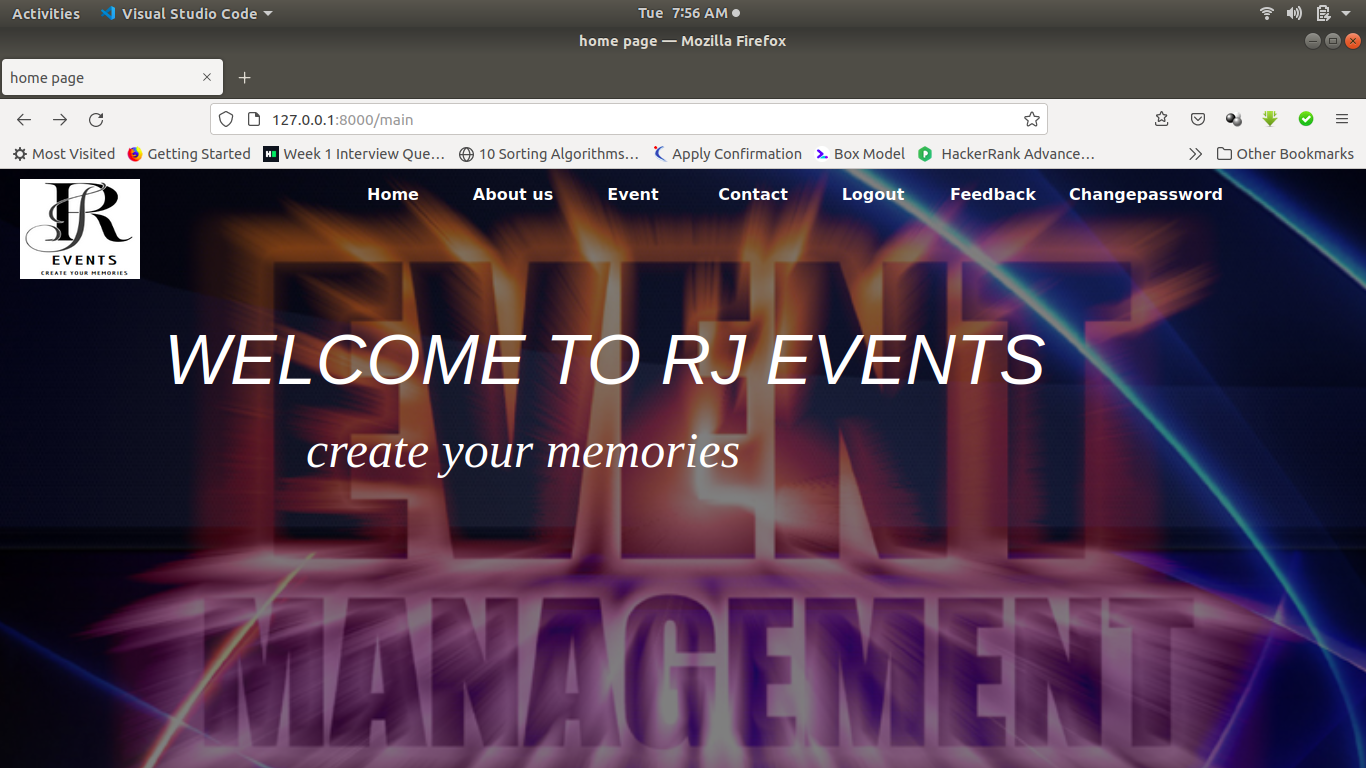 Activities Visual Studio Code Tue 7:56 AM
home page — Mozilla Firefox
home page
127.0.0.1:8000/main
Most Visited Getting Started Week 1 Interview Que… 10 Sorting Algorithms… Apply Confirmation Box Model HackerRank Advance… Other Bookmarks
RJ
EVENTS
CREATE YOUR MEMORIES
Home About us Event Contact Logout Feedback Changepassword
EVENT
WELCOME TO RJ EVENTS
create your memories
MANAGEMENT